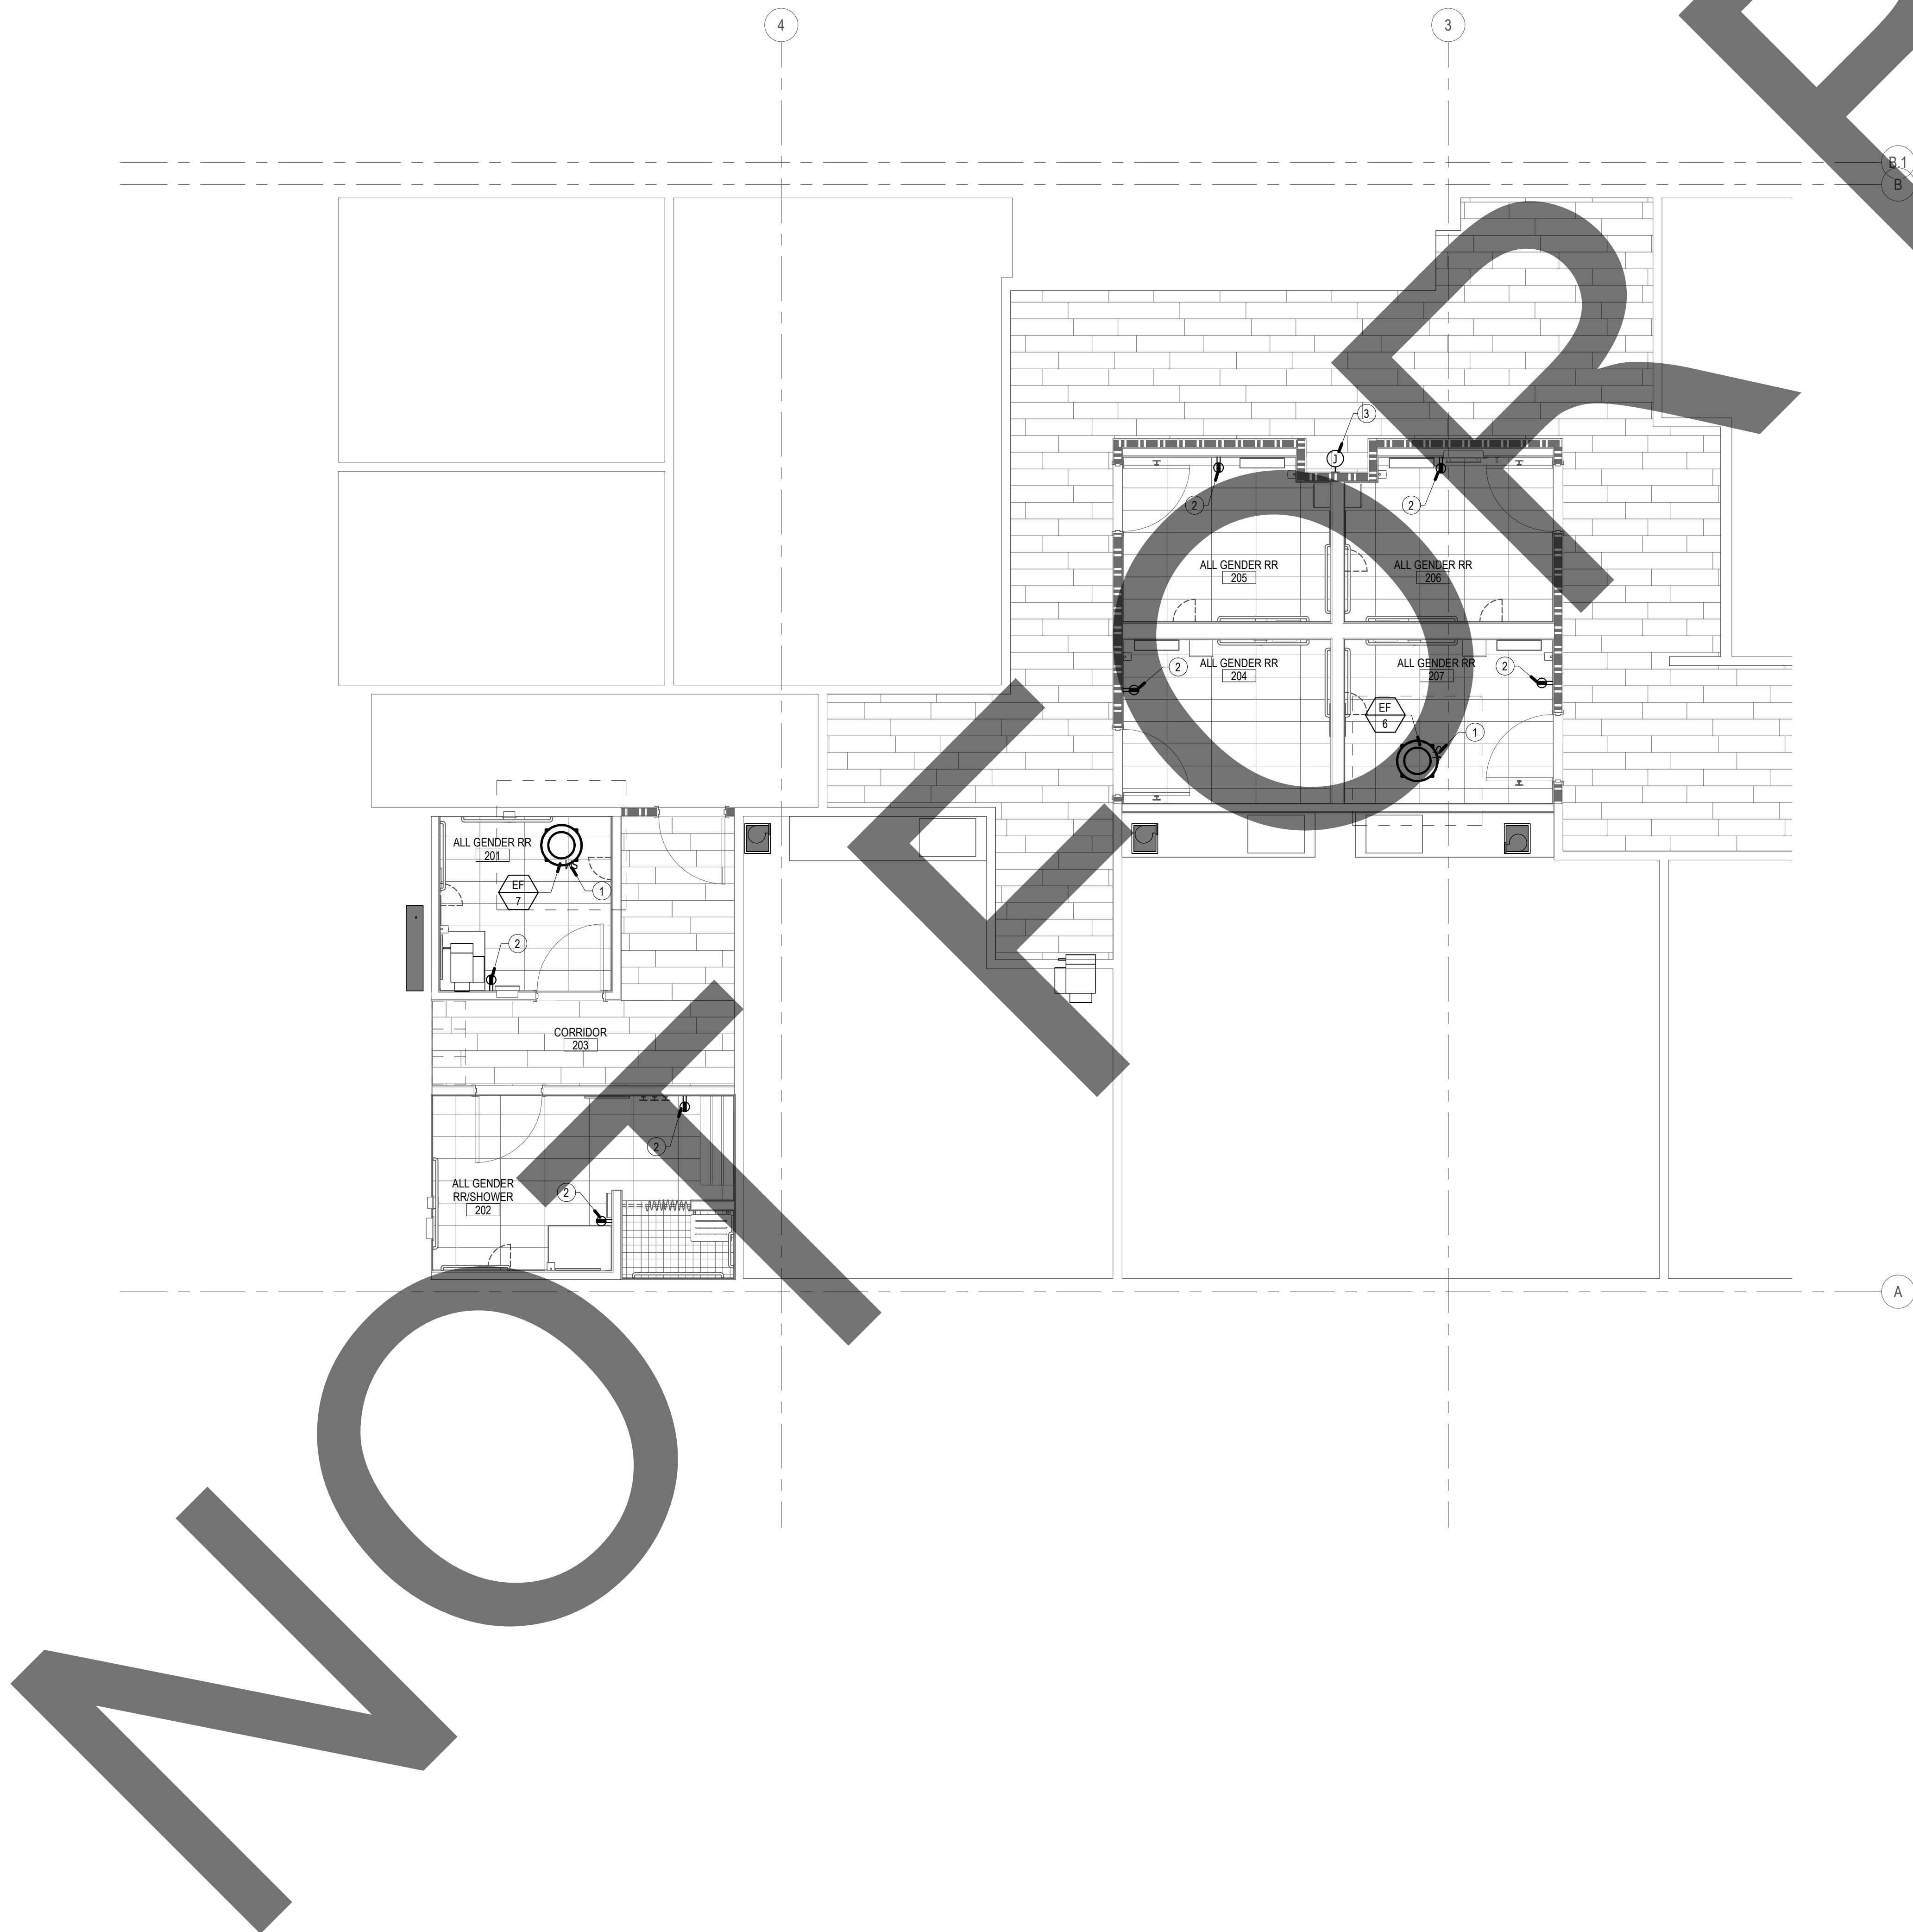 4
3
B.1
B
3
J
2
2
ALL GENDER RR
205
ALL GENDER RR
206
ALL GENDER RR
204
2
ALL GENDER RR
207
2
EF
6
1
ALL GENDER RR
201
EF
7
1
2
CORRIDOR
203
2
ALL GENDER
RR/SHOWER
202
2
A
NOT FOR